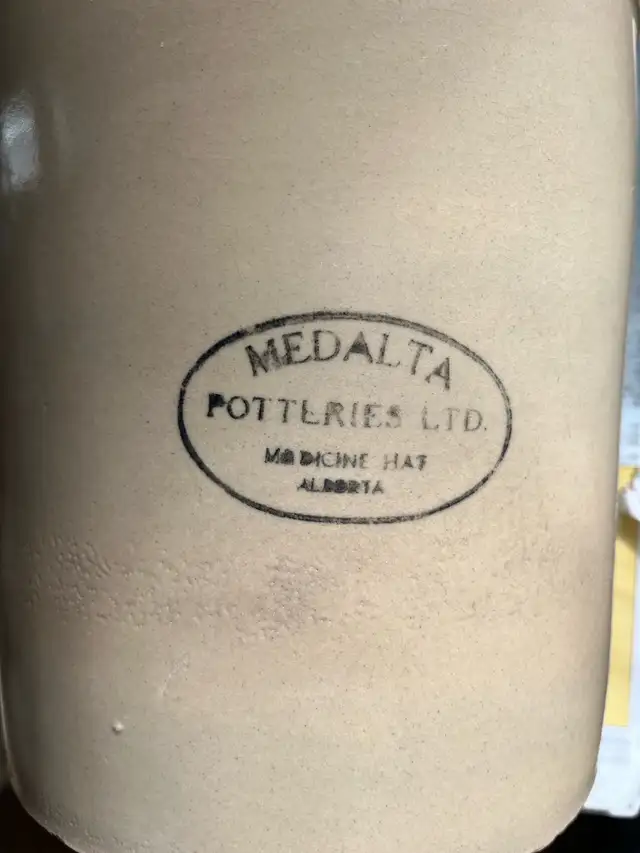 MEDALTA
POTTERIES LTD.
MEDICINE HAT
ALBERTA